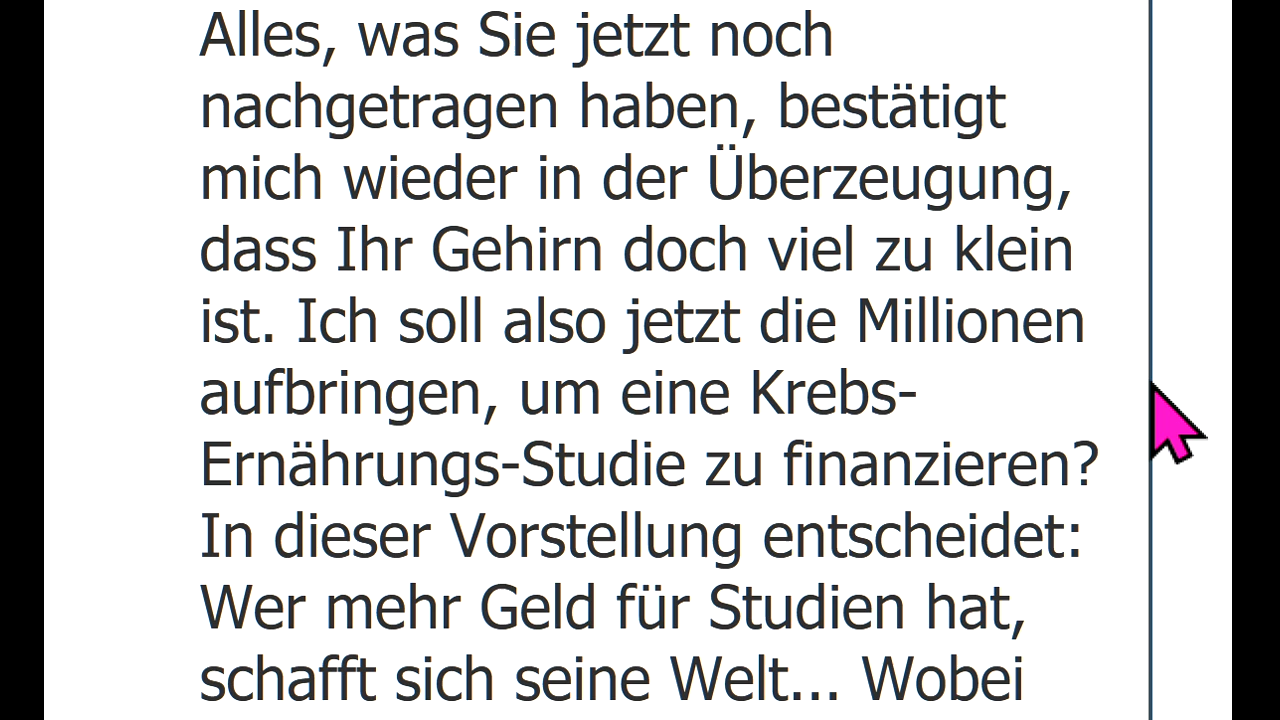 Alles, was Sie jetzt noch
nachgetragen haben, bestätigt
mich wieder in der Überzeugung,
dass Ihr Gehirn doch viel zu klein
ist. Ich soll also jetzt die Millionen
aufbringen, um eine Krebs-
Ernährungs-Studie zu finanzieren?
In dieser Vorstellung entscheidet:
Wer mehr Geld für Studien hat,
schafft sich seine Welt... Wobei